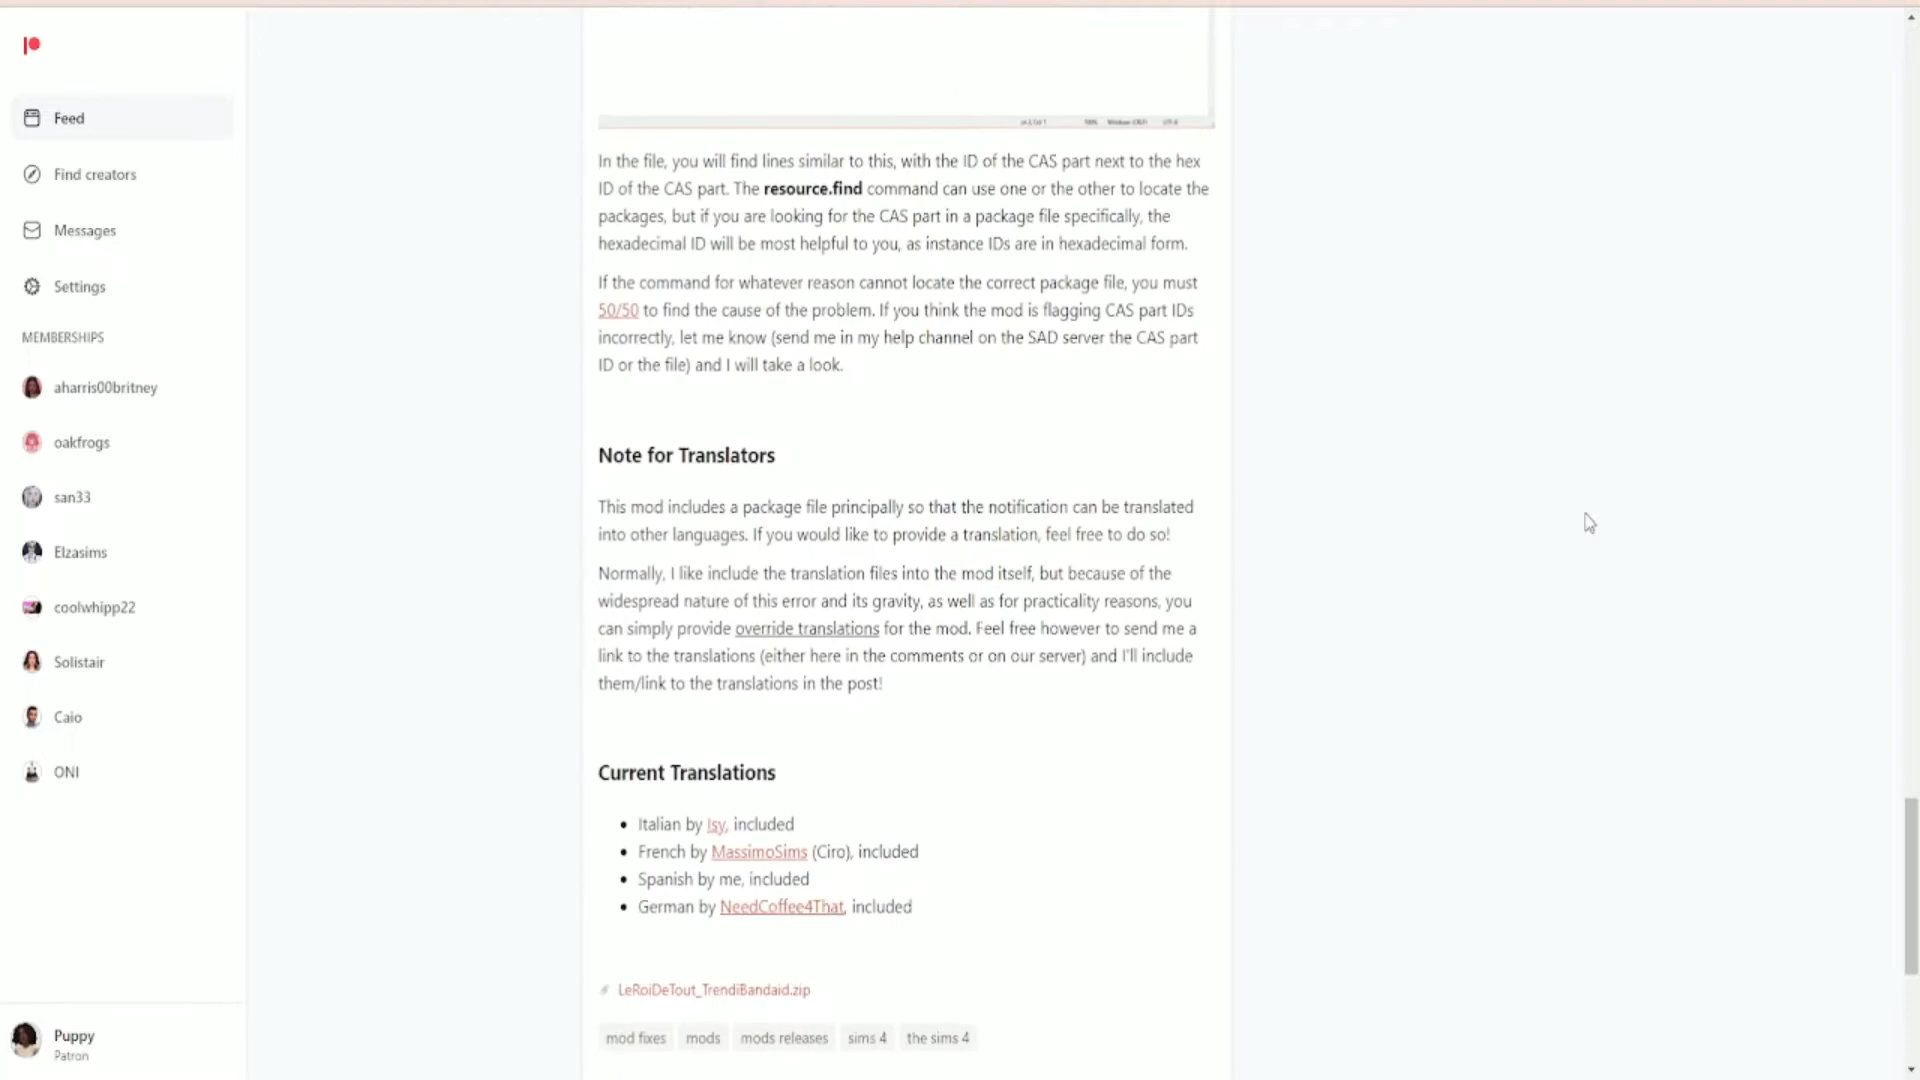 Feed
Find creators
Messages
Settings
MEMBERSHIPS
aharris00britney
oakfrogs
san33
Elzasims
coolwhipp22
Solistair
Caio
ONI
Puppy
Patron
100%
UTF-8
In the file, you will find lines similar to this, with the ID of the CAS part next to the hex
ID of the CAS part. The resource.find command can use one or the other to locate the
packages, but if you are looking for the CAS part in a package file specifically, the
hexadecimal ID will be most helpful to you, as instance IDs are in hexadecimal form.
If the command for whatever reason cannot locate the correct package file, you must
50/50 to find the cause of the problem. If you think the mod is flagging CAS part IDs
incorrectly, let me know (send me in my help channel on the SAD server the CAS part
ID or the file) and I will take a look.
Note for Translators
This mod includes a package file principally so that the notification can be translated
into other languages. If you would like to provide a translation, feel free to do so!
Normally, I like include the translation files into the mod itself, but because of the
widespread nature of this error and its gravity, as well as for practicality reasons, you
can simply provide override translations for the mod. Feel free however to send me a
link to the translations (either here in the comments or on our server) and I'll include
them/link to the translations in the post!
Current Translations
• Italian by Isy, included
• French by MassimoSims (Ciro), included
• Spanish by me, included
• German by NeedCoffee4That, included
LeRoiDeTout_TrendiBandaid.zip
mod fixes mods mods releases sims 4 the sims 4